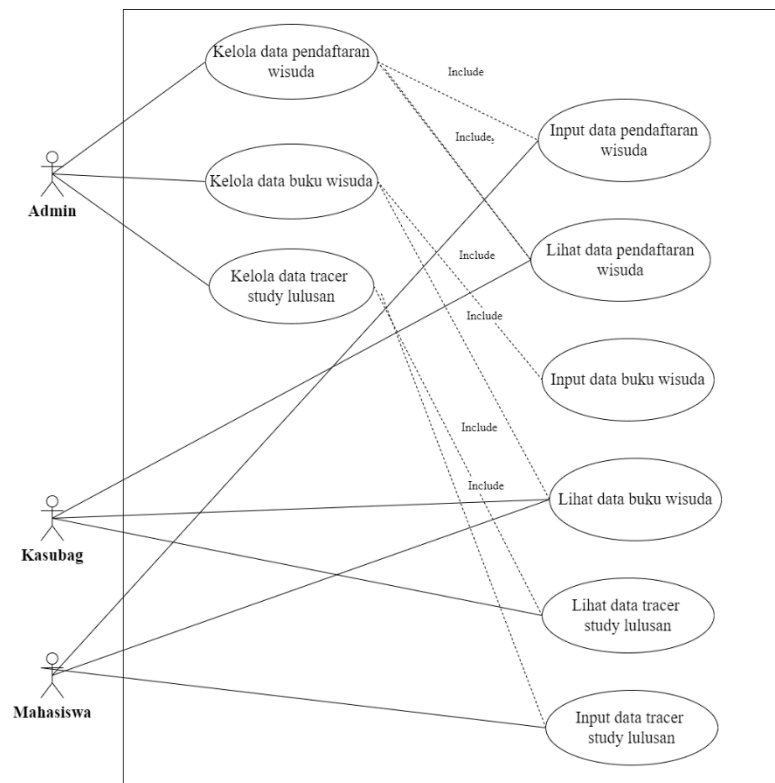 Kelola data pendaftaran
wisuda
Include
Input data pendaftaran
wisuda
Include,
Kelola data buku wisuda
Admin
Lihat data pendaftaran
wisuda
Include
Kelola data tracer
study lulusan
Include
Input data buku wisuda
Include
Include
Lihat data buku wisuda
Kasubag
Lihat data tracer
study lulusan
Mahasiswa
Input data tracer
study lulusan